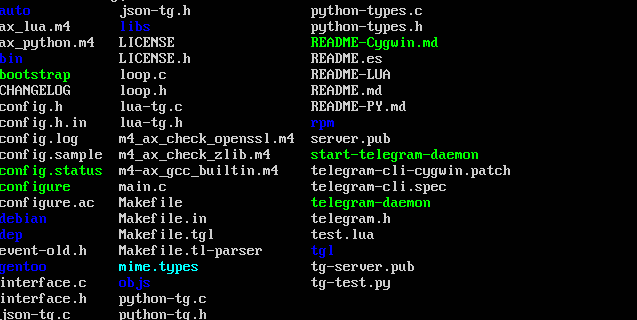 auto json-tg.h python-types.c
ax_lua.m4 libs python-types.h
ax_python.m4 LICENSE README-Cygwin.md
bin LICENSE.h README.es
bootstrap loop.c README-LUA
CHANGELOG loop.h README.md
config.h lua-tg.c README-PY.md
config.h.in lua-tg.h rpm
config.log m4_ax_check_openssl.m4 server.pub
config.sample m4_ax_check_zlib.m4 start-telegram-daemon
config.status m4-ax_gcc_builtin.m4 telegram-cli-cygwin.patch
configure main.c telegram-cli.spec
configure.ac Makefile telegram-daemon
debian Makefile.in telegram.h
dep Makefile.tgl test.lua
event-old.h Makefile.tl-parser tgl
gentoo mime.types tg-server.pub
interface.c objs tg-test.py
interface.h python-tg.c
json-tg.c python-tg.h